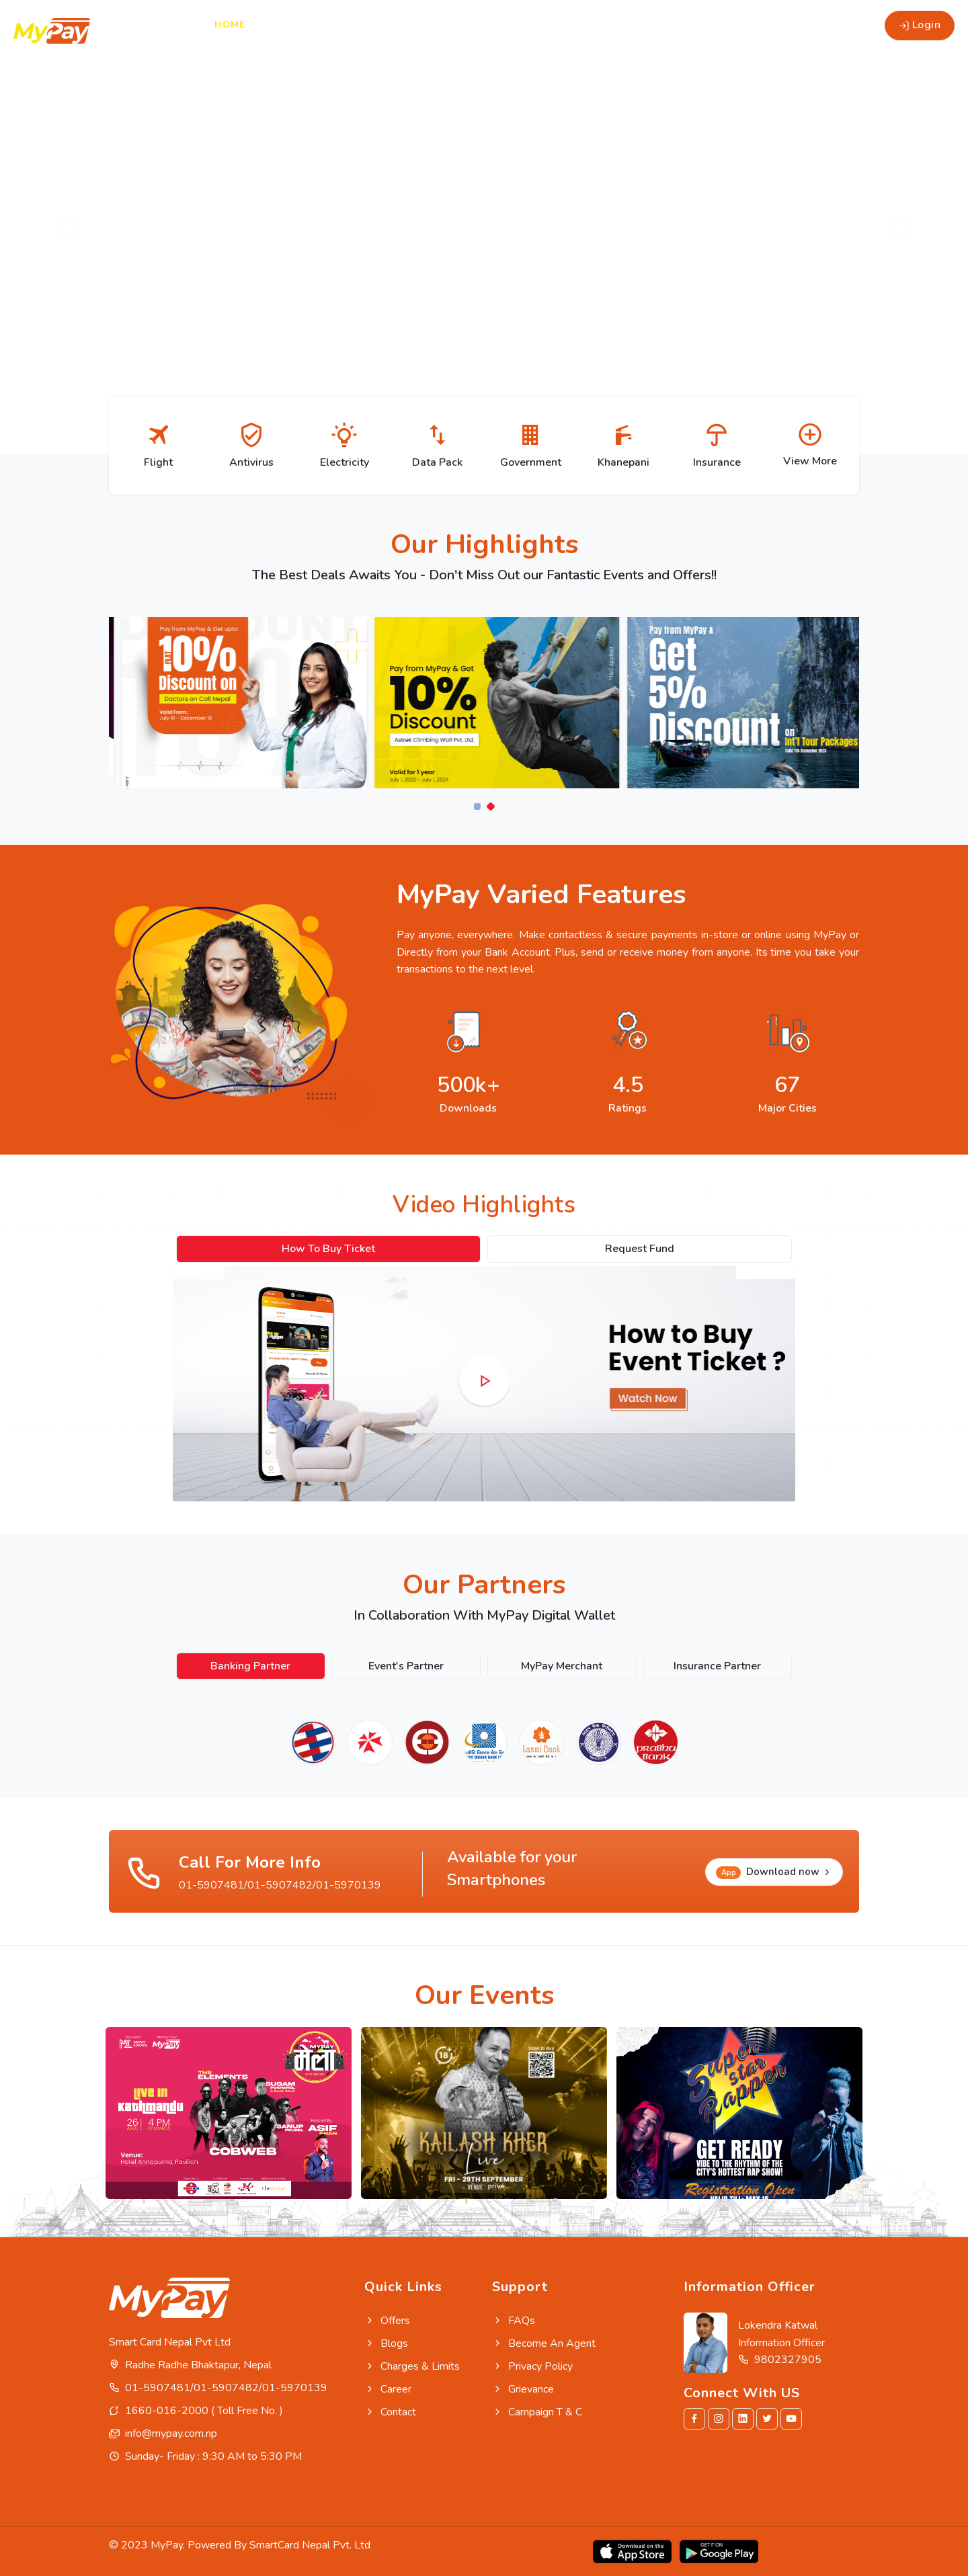 MyPay
HOME
Login
Flight
Antivirus
Electricity
Data Pack
Government
Khanepani
Insurance
View More
Our Highlights
The Best Deals Awaits You - Don't Miss Out our Fantastic Events and Offers!!
Pay from MyPay & Get upto
FLAT
10%
Discount on
Doctors on Call Nepal
Valid From :
July 10 - December 10
Pay from MyPay & Get
10%
Discount
Astrek Climbing Wall Pvt. Ltd.
Valid for 1 year
July 1, 2023 - July 1, 2024
Pay from MyPay &
Get
5%
Discount
on
Int'l Tour Packages
MyPay Varied Features
Pay anyone, everywhere. Make contactless & secure payments in-store or online using MyPay or
Directly from your Bank Account. Plus, send or receive money from anyone. Its time you take your
transactions to the next level.
500k+
Downloads
4.5
Ratings
67
Major Cities
Video Highlights
How To Buy Ticket
Request Fund
How to Buy
Event Ticket ?
Watch Now
Our Partners
In Collaboration With MyPay Digital Wallet
Banking Partner
Event's Partner
MyPay Merchant
Insurance Partner
Laxmi Bank
PRABHU
BANK
Call For More Info
01-5907481/01-5907482/01-5970139
Available for your
Smartphones
App
Download now
Our Events
MyPay
MYPAY
मेला
LIVE IN
KATHMANDU
26 | 4 PM
THE
ELEMENTS
SUGAM
POKHAREL
COBWEB
HOSTED BY
ASIF
SHAH
Venue:
Hotel Annapurna, Pavilion
18+
Scan to Buy
KAILASH KHER
Live
FRI - 29TH SEPTEMBER
VENUE : prive
Super
Star
Rapper
GET READY
VIBE TO THE RHYTHM OF THE
CITY'S HOTTEST RAP SHOW!
Registration Open
MyPay
Smart Card Nepal Pvt Ltd
Radhe Radhe Bhaktapur, Nepal
01-5907481/01-5907482/01-5970139
1660-016-2000 ( Toll Free No. )
info@mypay.com.np
Sunday- Friday : 9:30 AM to 5:30 PM
Quick Links
Offers
Blogs
Charges & Limits
Career
Contact
Support
FAQs
Become An Agent
Privacy Policy
Grievance
Campaign T & C
Information Officer
Lokendra Katwal
Information Officer
9802327905
Connect With US
© 2023 MyPay. Powered By SmartCard Nepal Pvt. Ltd
Download on the
App Store
GET IT ON
Google Play